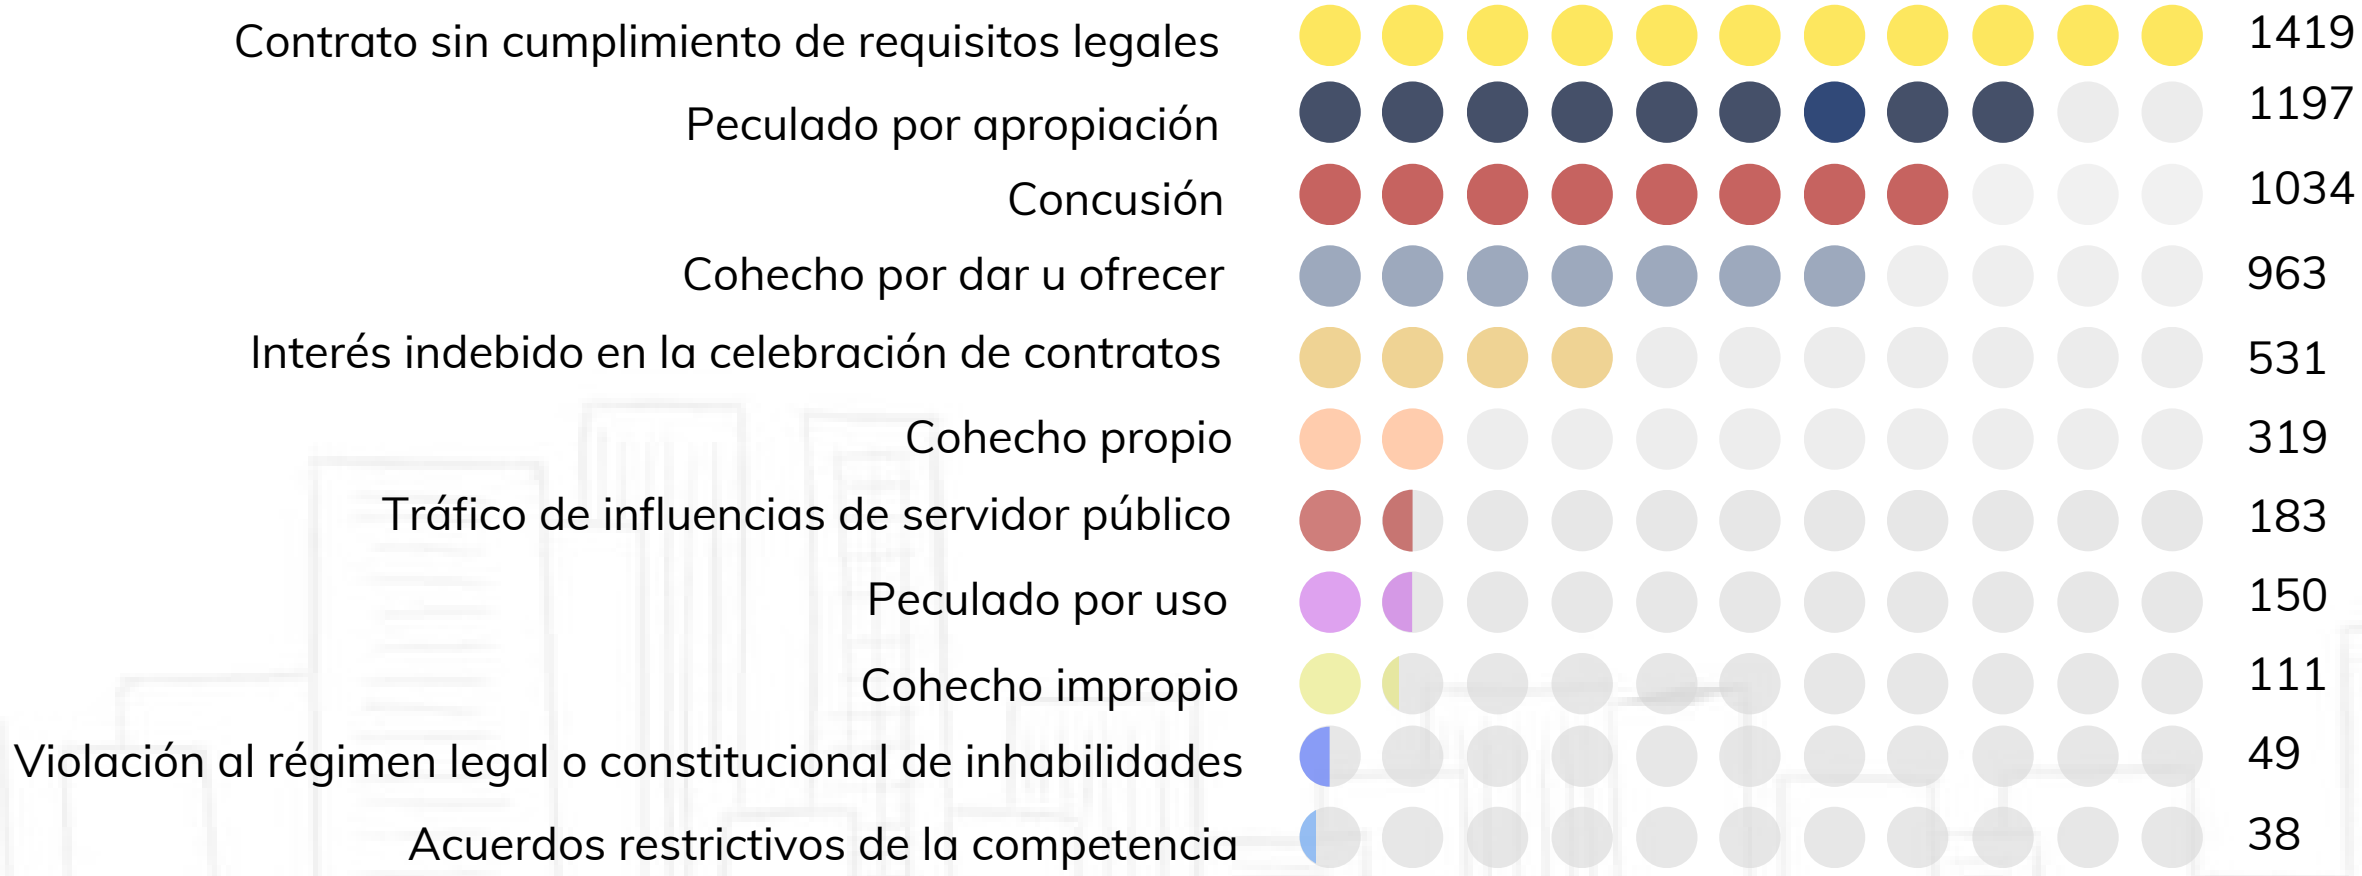 Contrato sin cumplimiento de requisitos legales 1419
Peculado por apropiación 1197
Concusión 1034
Cohecho por dar u ofrecer 963
Interés indebido en la celebración de contratos 531
Cohecho propio 319
Tráfico de influencias de servidor público 183
Peculado por uso 150
Cohecho impropio 111
Violación al régimen legal o constitucional de inhabilidades 49
Acuerdos restrictivos de la competencia 38